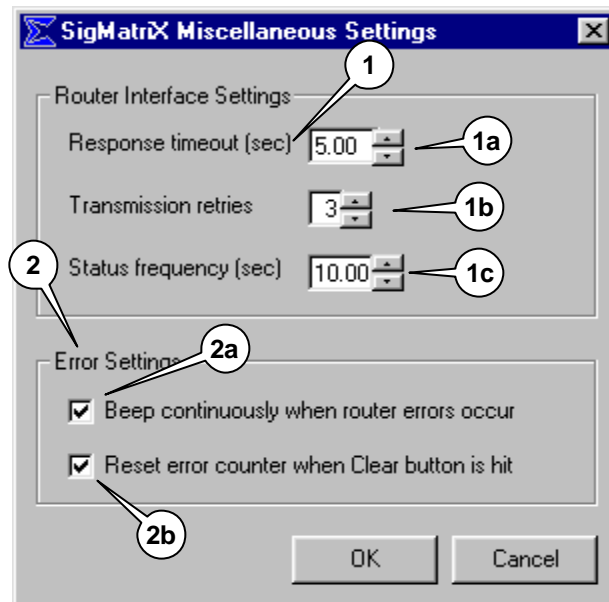 SigMatriX Miscellaneous Settings
1
Router Interface Settings
Response timeout (sec) 5.00 1a
Transmission retries 3 1b
Status frequency (sec) 10.00 1c
2
Error Settings 2a
Beep continuously when router errors occur
Reset error counter when Clear button is hit
2b
OK Cancel